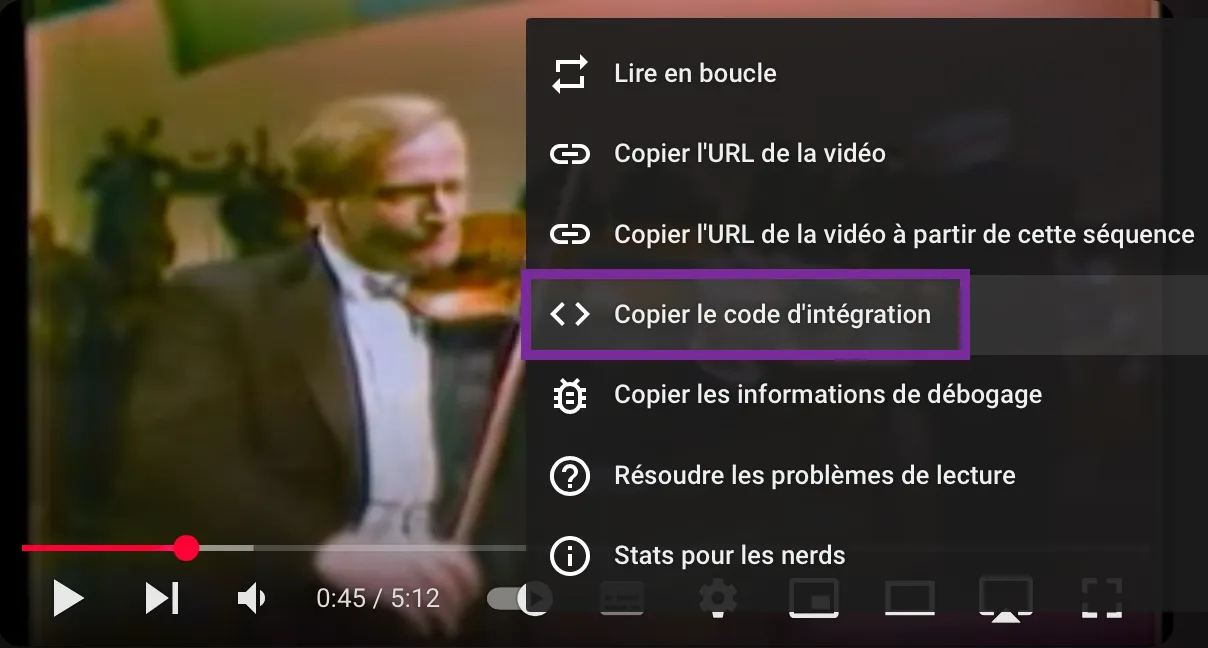 Lire en boucle
Copier l'URL de la vidéo
Copier l'URL de la vidéo à partir de cette séquence
Copier le code d'intégration
Copier les informations de débogage
Résoudre les problèmes de lecture
Stats pour les nerds
0:45 / 5:12